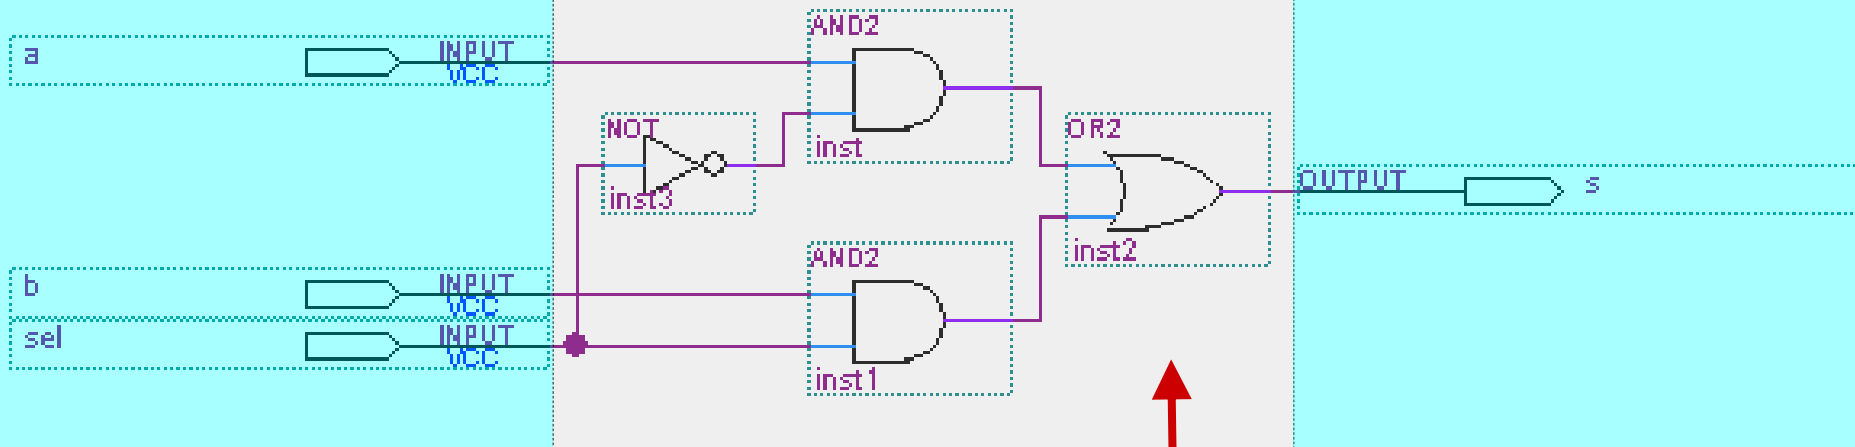 AND2
a
INPUT
VCC
inst
NOT
inst3
OR2
inst2
OUTPUT
s
b
INPUT
VCC
AND2
sel
INPUT
VCC
inst1